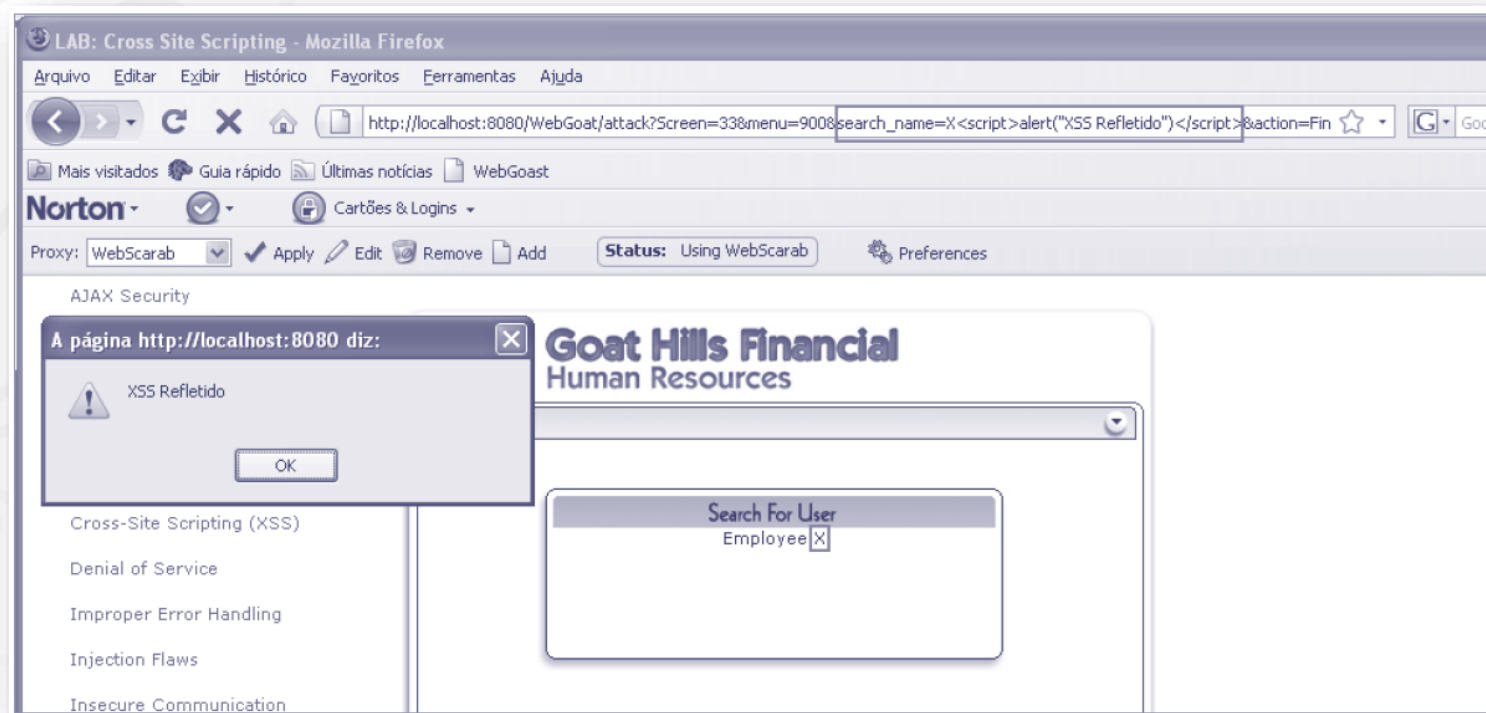 LAB: Cross Site Scripting - Mozilla Firefox
Arquivo Editar Exibir Histórico Favoritos Ferramentas Ajuda
http://localhost:8080/WebGoat/attack?Screen=33&menu=900&search_name=X<script>alert("XSS Refletido")</script>&action=Fin
G Goo
Mais visitados Guia rápido Últimas notícias WebGoast
Norton Cartões & Logins
Proxy: WebScarab Apply Edit Remove Add Status: Using WebScarab Preferences
AJAX Security
A página http://localhost:8080 diz:
XSS Refletido
OK
Goat Hills Financial
Human Resources
Search For User
Employee X
Cross-Site Scripting (XSS)
Denial of Service
Improper Error Handling
Injection Flaws
Insecure Communication